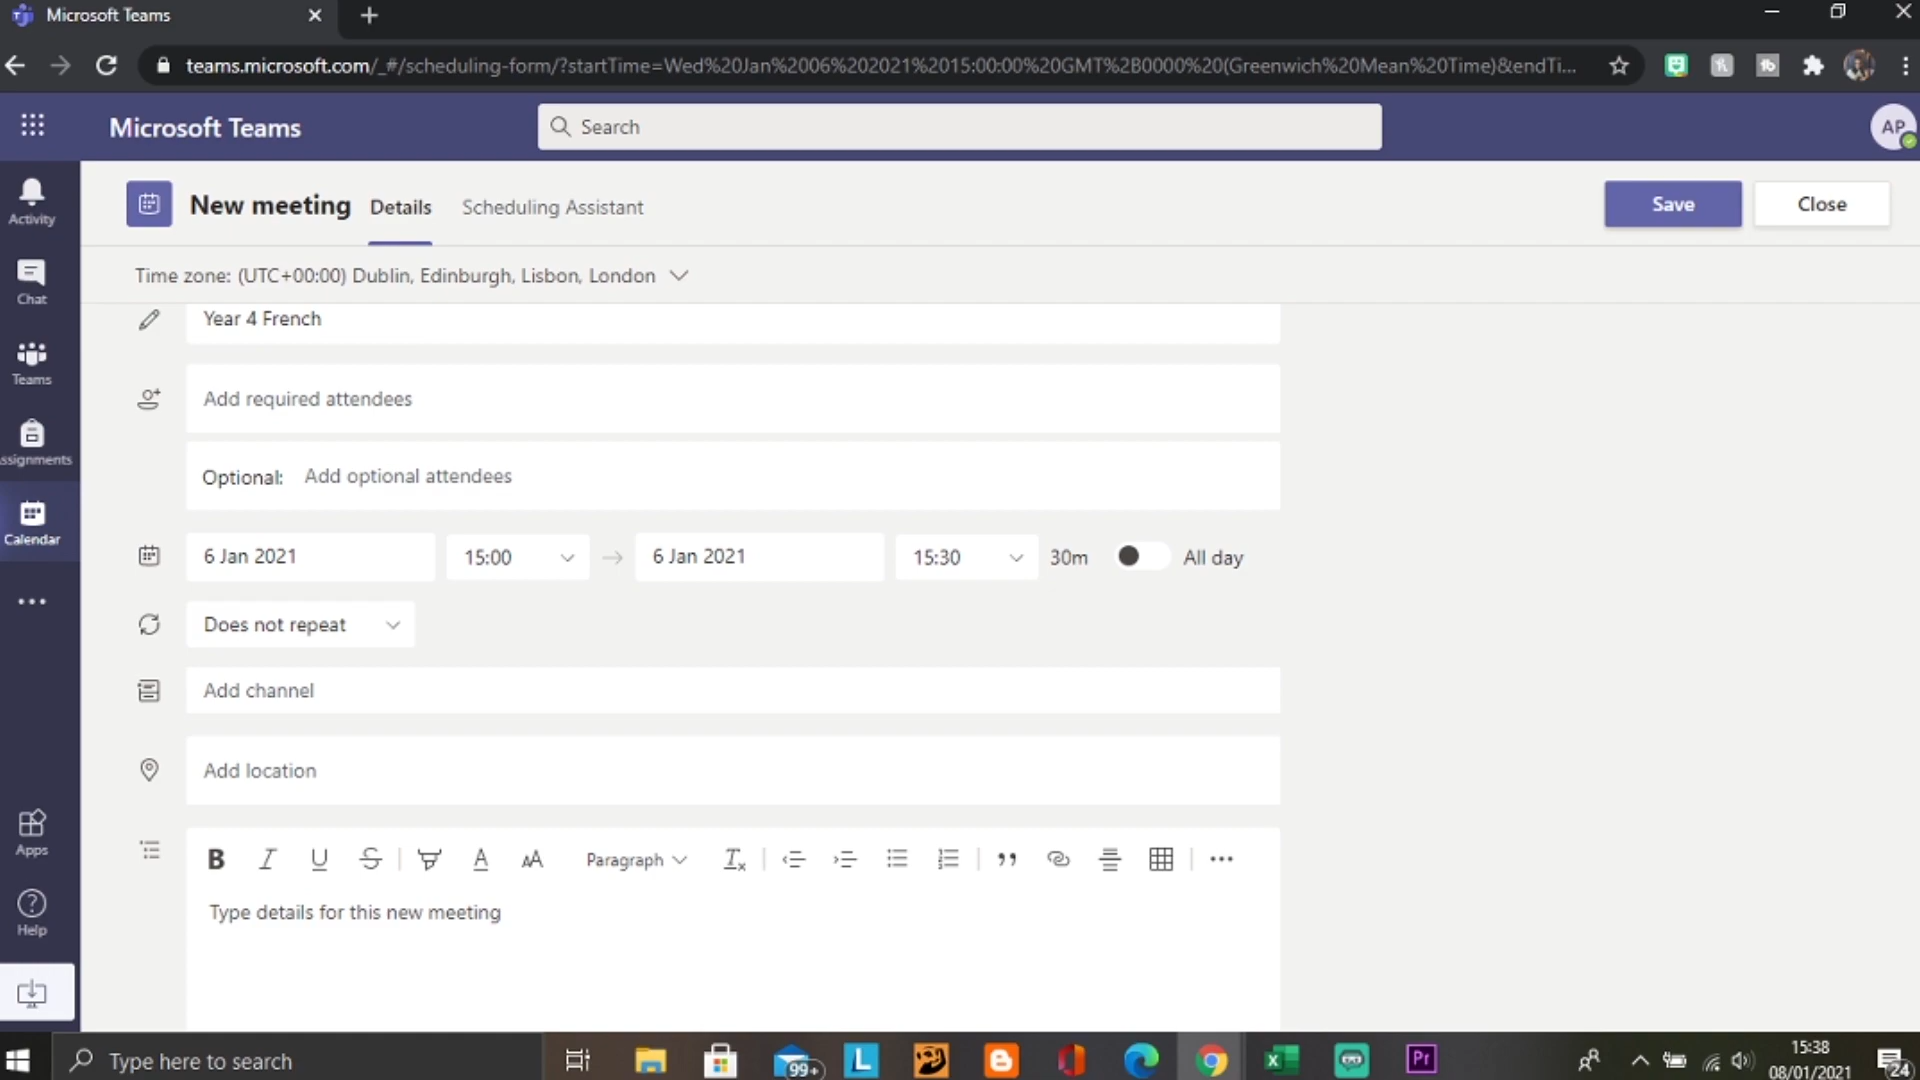 Microsoft Teams
teams.microsoft.com/_#/scheduling-form/?startTime=Wed%20Jan%2006%202021%2015:00:00%20GMT%2B0000%20(Greenwich%20Mean%20Time)&endTi...
Microsoft Teams
Search
AP
Activity
Chat
Teams
ssignments
Calendar
Apps
Help
New meeting Details Scheduling Assistant
Save Close
Time zone: (UTC+00:00) Dublin, Edinburgh, Lisbon, London
Year 4 French
Add required attendees
Optional: Add optional attendees
6 Jan 2021 15:00 → 6 Jan 2021 15:30 30m All day
Does not repeat
Add channel
Add location
B I U S A AA Paragraph
Type details for this new meeting
Type here to search
99+
L
Pr
15:38
08/01/2021
24